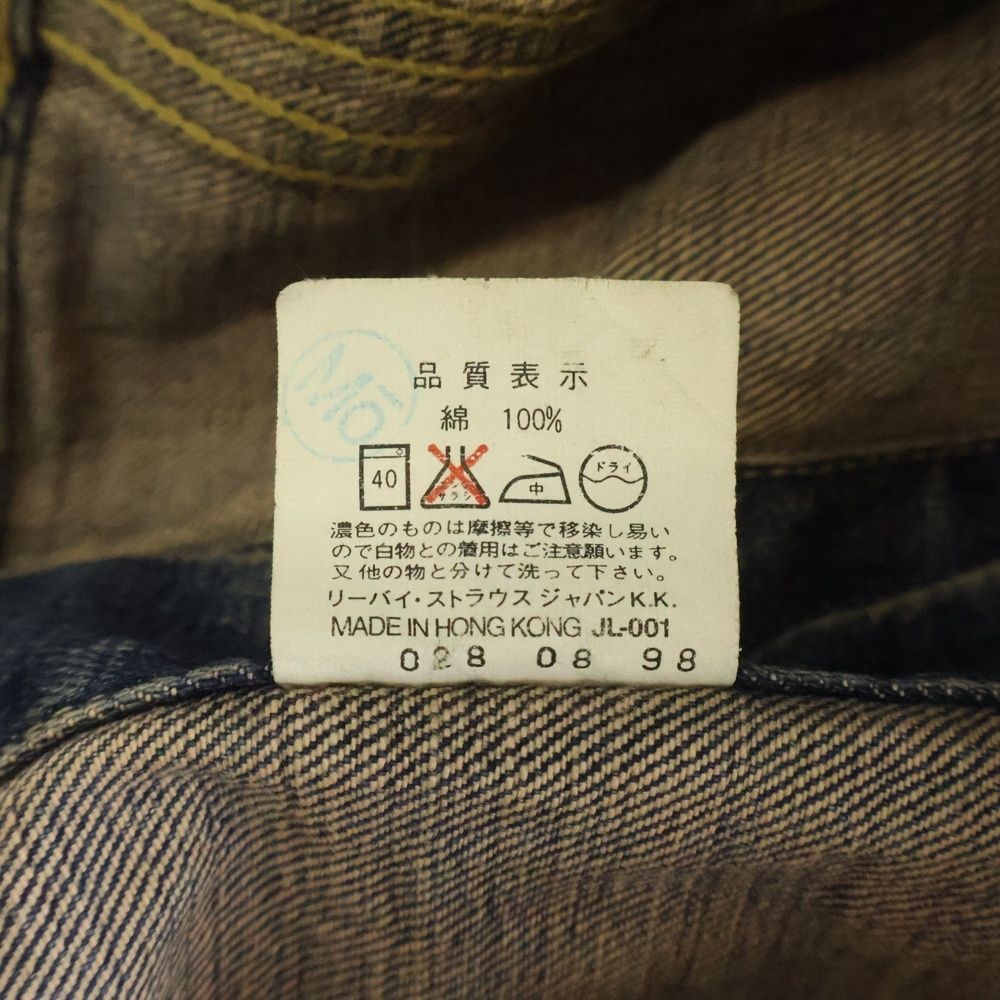 品質表示
綿 100%
40 サラシ 中 ドライ
濃色のものは摩擦等で移染し易い
ので白物との着用はご注意願います。
又他の物と分けて洗って下さい。
リーバイ・ストラウス ジャパン K.K.
MADE IN HONG KONG JL-001
028 08 98